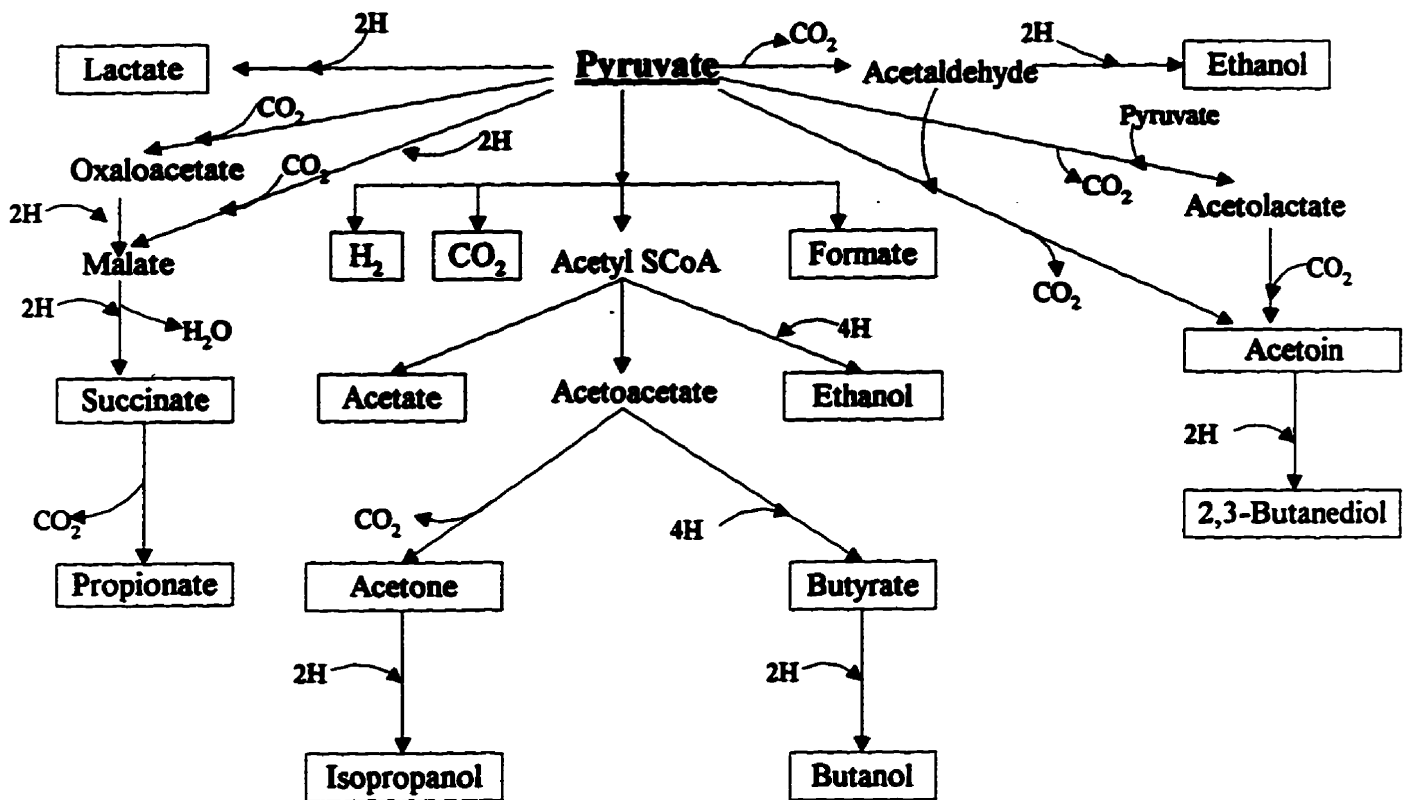 2H
Pyruvate
CO₂
2H
Lactate
Acetaldehyde
Ethanol
CO₂
Pyruvate
2H
Oxaloacetate
CO₂
CO₂
2H
Acetolactate
Malate
H₂
CO₂
Acetyl SCoA
Formate
CO₂
CO₂
2H
H₂O
4H
Acetoin
Succinate
Acetate
Acetoacetate
Ethanol
2H
CO₂
CO₂
4H
2,3-Butanediol
Propionate
Acetone
Butyrate
2H
2H
Isopropanol
Butanol